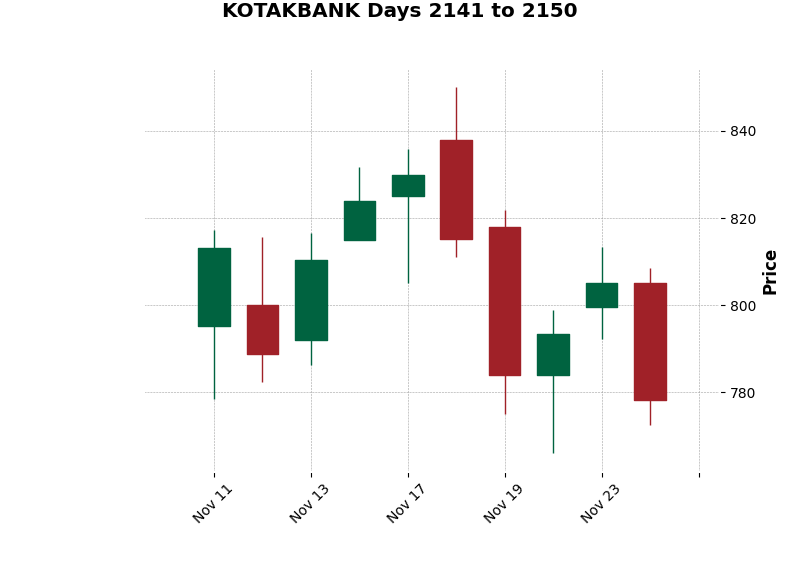 KOTAKBANK Days 2141 to 2150
840
820
800
780
Price
Nov 11
Nov 13
Nov 17
Nov 19
Nov 23